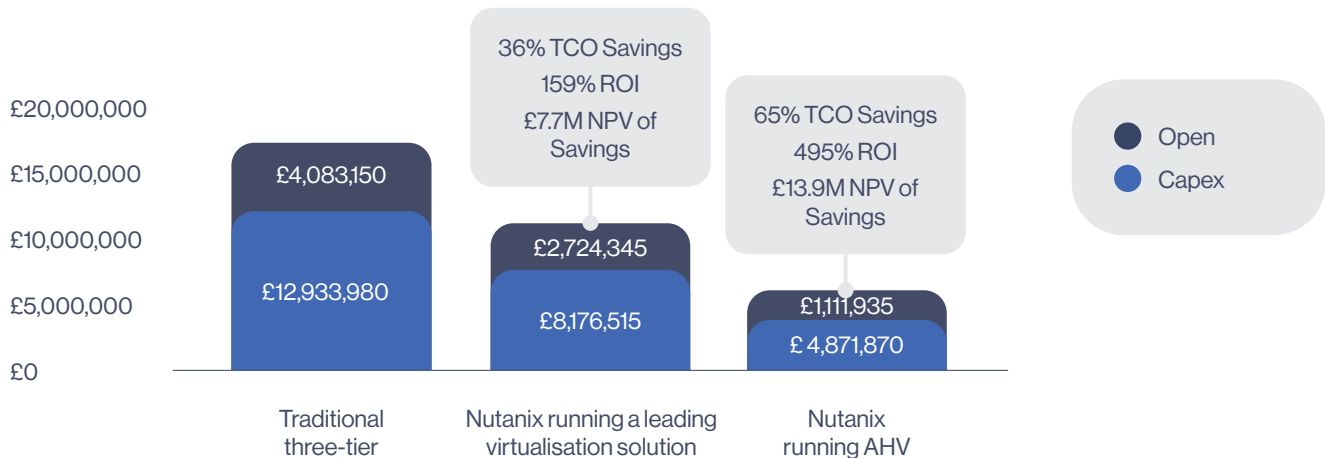 36% TCO Savings
159% ROI
£7.7M NPV of
Savings
65% TCO Savings
495% ROI
£13.9M NPV of
Savings
£20,000,000
£15,000,000
£10,000,000
£5,000,000
£0
£4,083,150
£12,933,980
£2,724,345
£8,176,515
£1,111,935
£ 4,871,870
Traditional
three-tier
Nutanix running a leading
virtualisation solution
Nutanix
running AHV
Open
Capex